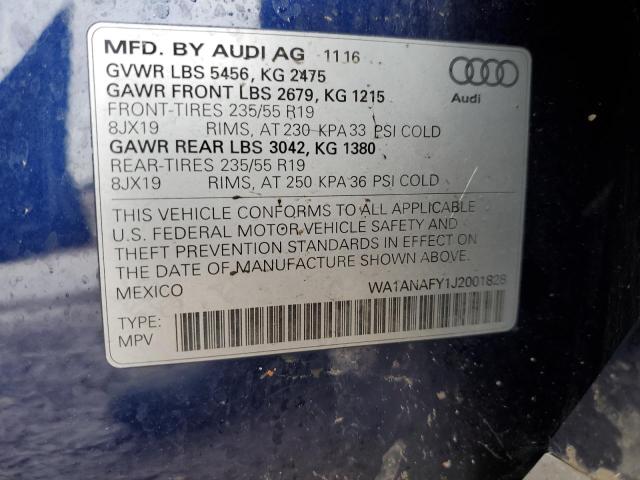 MFD. BY AUDI AG 11 16
GVWR LBS 5456, KG 2475
GAWR FRONT LBS 2679, KG 1215
FRONT-TIRES 235/55 R19
8JX19 RIMS, AT 230 KPA 33 PSI COLD
GAWR REAR LBS 3042, KG 1380
REAR-TIRES 235/55 R19
8JX19 RIMS, AT 250 KPA 36 PSI COLD
Audi
THIS VEHICLE CONFORMS TO ALL APPLICABLE
U.S. FEDERAL MOTOR VEHICLE SAFETY AND
THEFT PREVENTION STANDARDS IN EFFECT ON
THE DATE OF MANUFACTURE SHOWN ABOVE.
MEXICO WA1ANAFY1J2001828
TYPE:
MPV